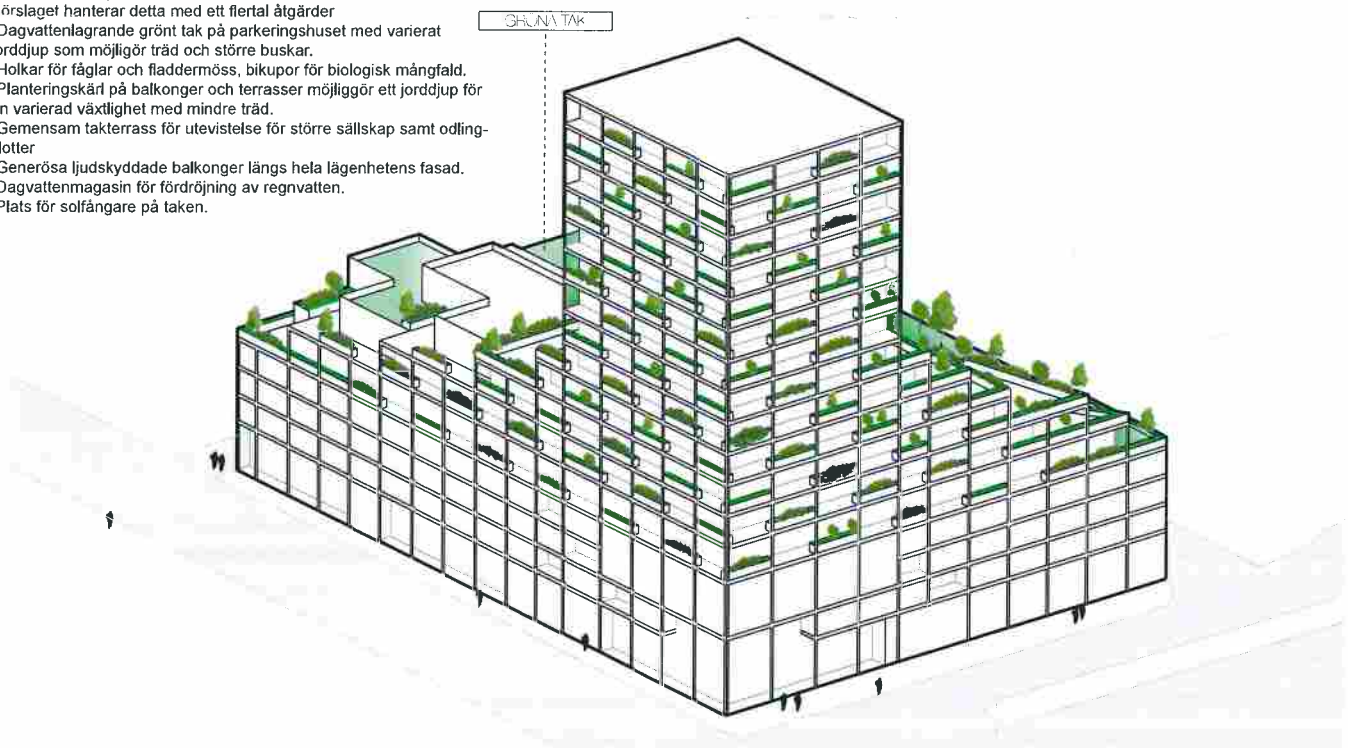 örslaget hanterar detta med ett flertal åtgärder
Dagvattenlagrande grönt tak på parkeringshuset med varierat
orddjup som möjligör träd och större buskar.
Holkar för fåglar och fladdermöss, bikupor för biologisk mångfald.
Planteringskärl på balkonger och terrasser möjliggör ett jorddjup för
n varierad växtlighet med mindre träd.
Gemensam takterrass för utevistelse för större sällskap samt odling-
lotter
Generösa ljudskyddade balkonger längs hela lägenhetens fasad.
Dagvattenmagasin för fördröjning av regnvatten.
Plats för solfångare på taken.
GRÖNA TAK